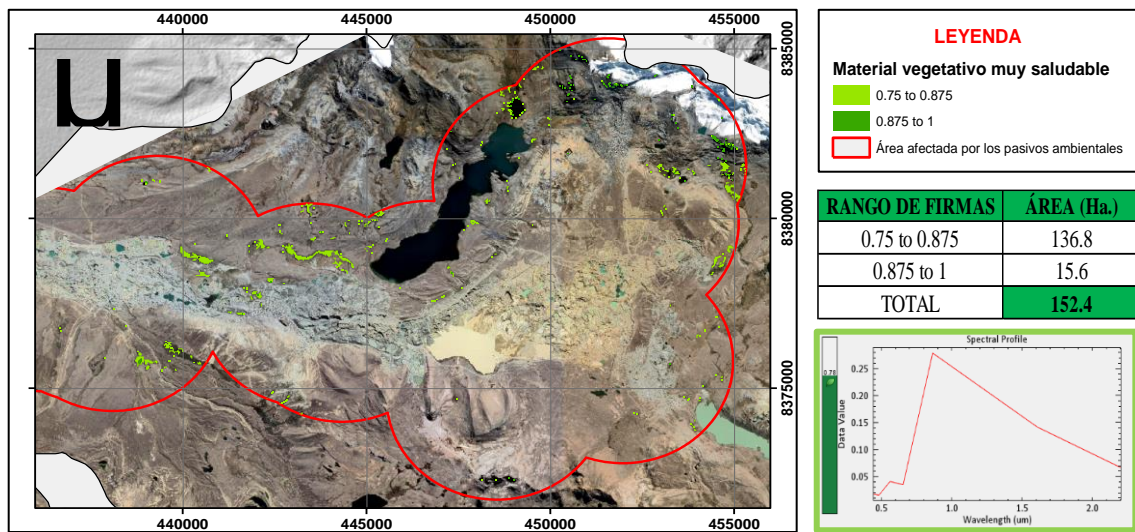 440000 445000 450000 455000
µ
8385000
8380000
8375000
440000 445000 450000 455000
LEYENDA
Material vegetativo muy saludable
0.75 to 0.875
0.875 to 1
Área afectada por los pasivos ambientales
RANGO DE FIRMAS ÁREA (Ha.)
0.75 to 0.875 136.8
0.875 to 1 15.6
TOTAL 152.4
Spectral Profile
0.78
Data Value
0.25
0.20
0.15
0.10
0.05
0.5 1.0 1.5 2.0
Wavelength (um)